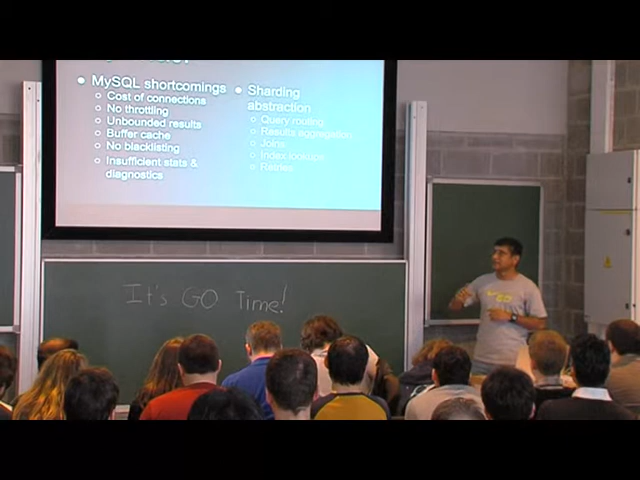 MySQL shortcomings
Cost of connections
No throttling
Unbounded results
Buffer cache
No blacklisting
Insufficient stats &
diagnostics
Sharding
abstraction
Query routing
Results aggregation
Joins
Index lookups
Retries
It's GO Time!